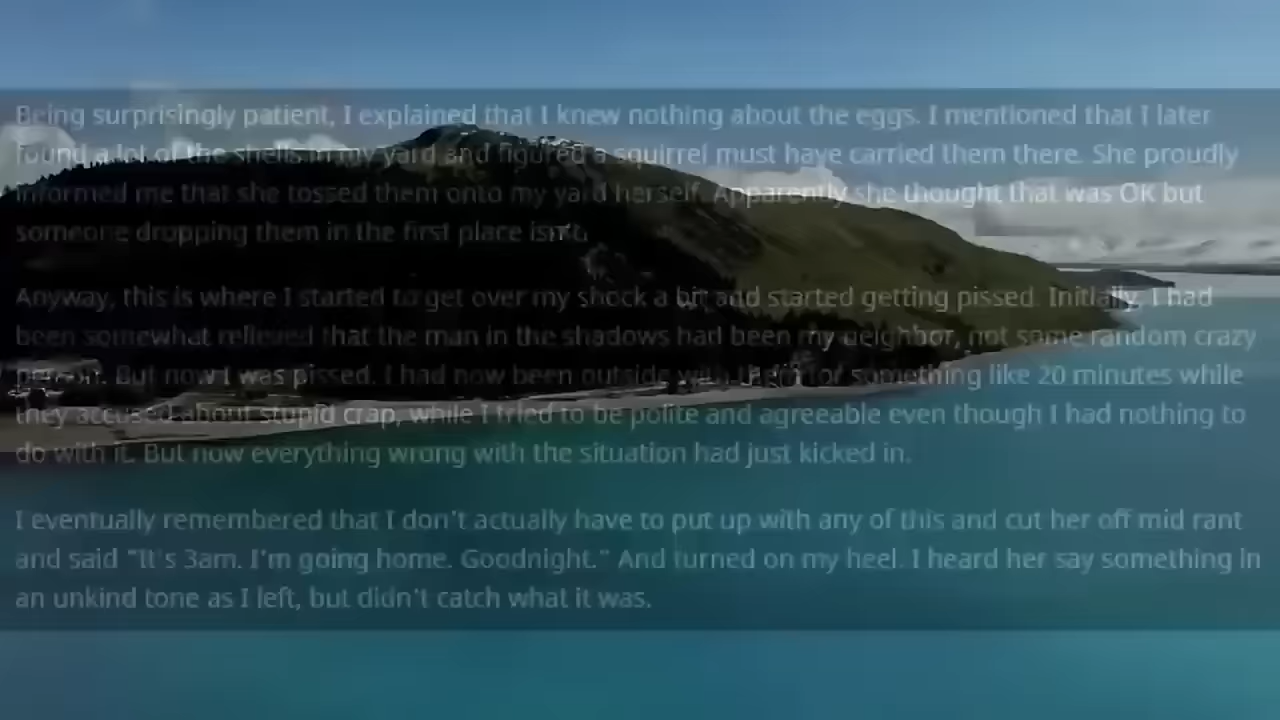 Being surprisingly patient, I explained that I knew nothing about the eggs. I mentioned that I later
found a lot of the shells in my yard and figured a squirrel must have carried them there. She proudly
informed me that she tossed them onto my yard herself. Apparently she thought that was OK but
someone dropping them in the first place isn't.
Anyway, this is where I started to get over my shock a bit and started getting pissed. Initially, I had
been somewhat relieved that the man in the shadows had been my neighbor, not some random crazy
person. But now I was pissed. I had now been outside with them for something like 20 minutes while
they accused about stupid crap, while I tried to be polite and agreeable even though I had nothing to
do with it. But now everything wrong with the situation had just kicked in.
I eventually remembered that I don't actually have to put up with any of this and cut her off mid rant
and said "It's 3am. I'm going home. Goodnight." And turned on my heel. I heard her say something in
an unkind tone as I left, but didn't catch what it was.